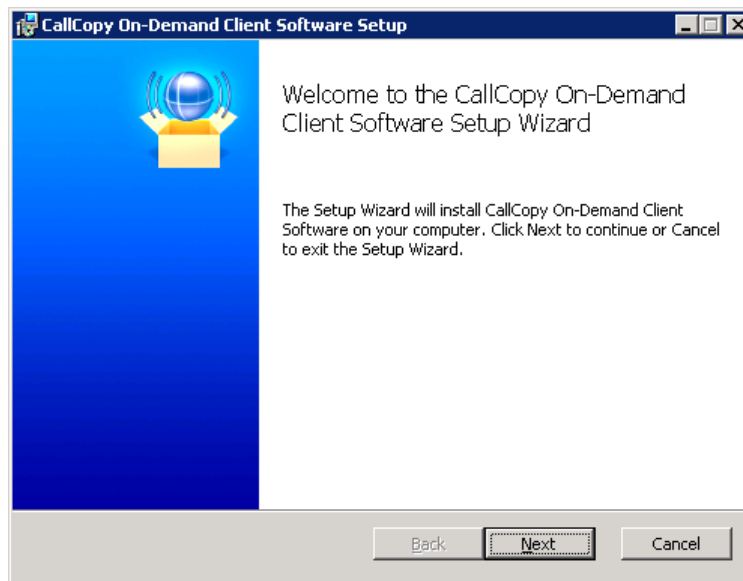 CallCopy On-Demand Client Software Setup
Welcome to the CallCopy On-Demand
Client Software Setup Wizard
The Setup Wizard will install CallCopy On-Demand Client
Software on your computer. Click Next to continue or Cancel
to exit the Setup Wizard.
Back
Next
Cancel